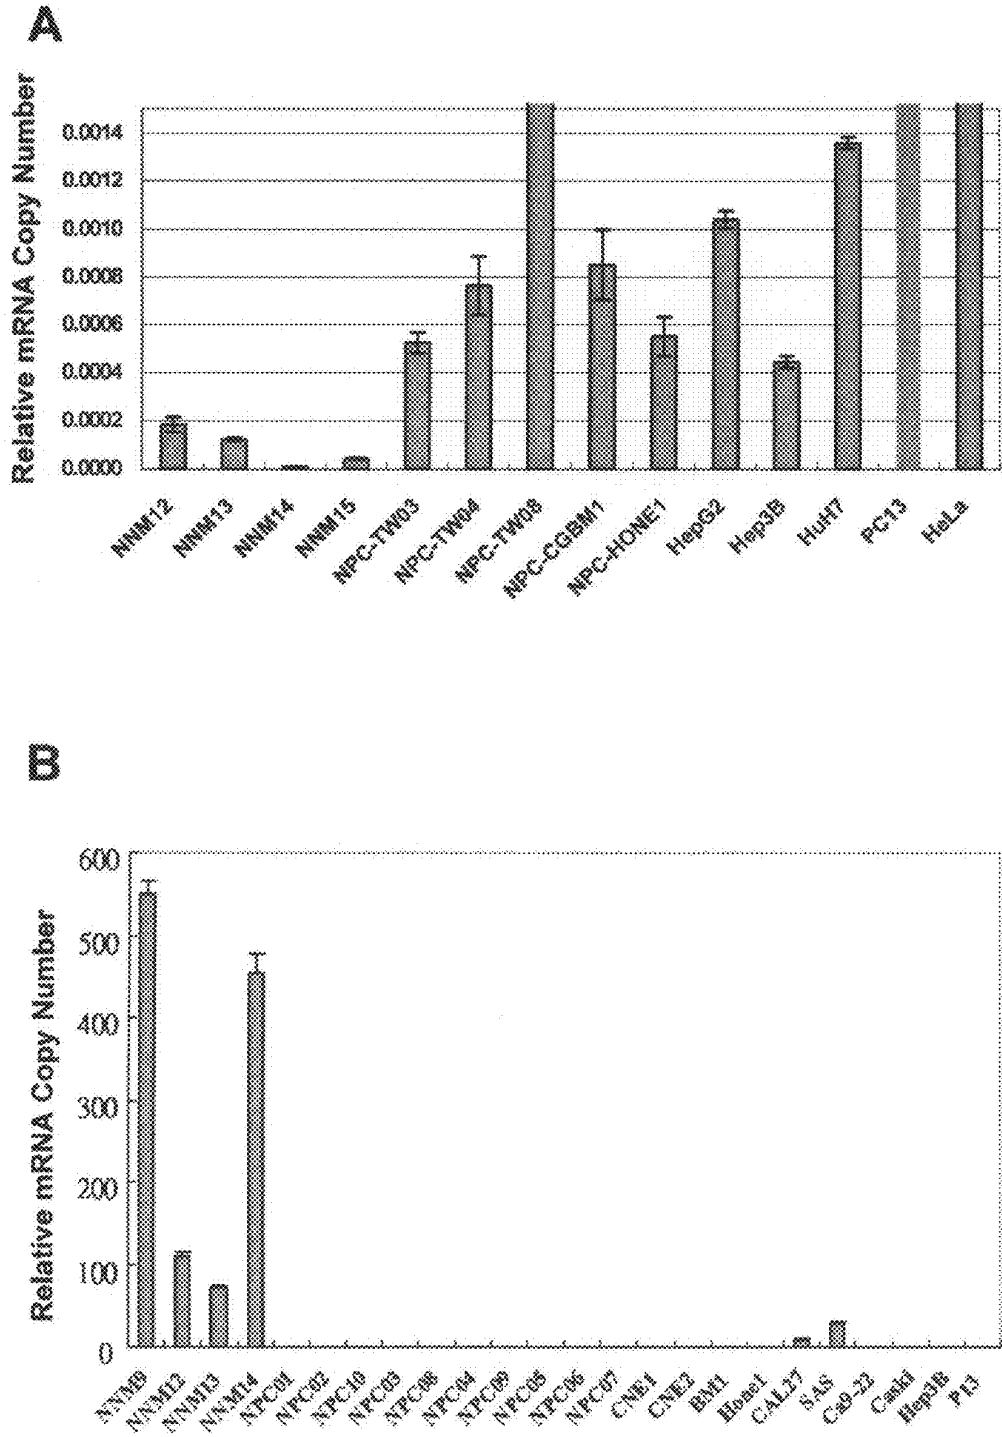 A
Relative mRNA Copy Number
0.0014
0.0012
0.0010
0.0008
0.0006
0.0004
0.0002
0.0000
NNM12
NNM13
NNM14
NNM15
NPC-TW03
NPC-TW04
NPC-TW08
NPC-CGBM1
NPC-HONE1
HepG2
Hep3B
HuH7
PC13
HeLa
B
Relative mRNA Copy Number
600
500
400
300
200
100
0
NNM9
NNM12
NNM13
NNM14
NPC01
NPC02
NPC10
NPC03
NPC08
NPC04
NPC09
NPC05
NPC06
NPC07
CNE1
CNE2
BM1
Hone1
CAL27
SAS
Ca9-22
Caski
Hep3B
P13